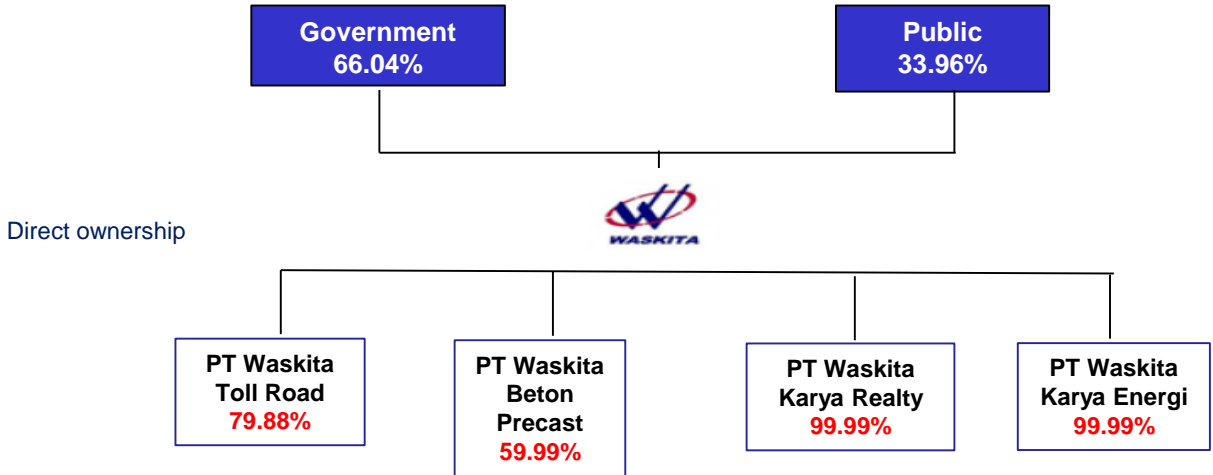 Government
66.04%
Public
33.96%
WASKITA
Direct ownership
PT Waskita
Toll Road
79.88%
PT Waskita
Beton
Precast
59.99%
PT Waskita
Karya Realty
99.99%
PT Waskita
Karya Energi
99.99%